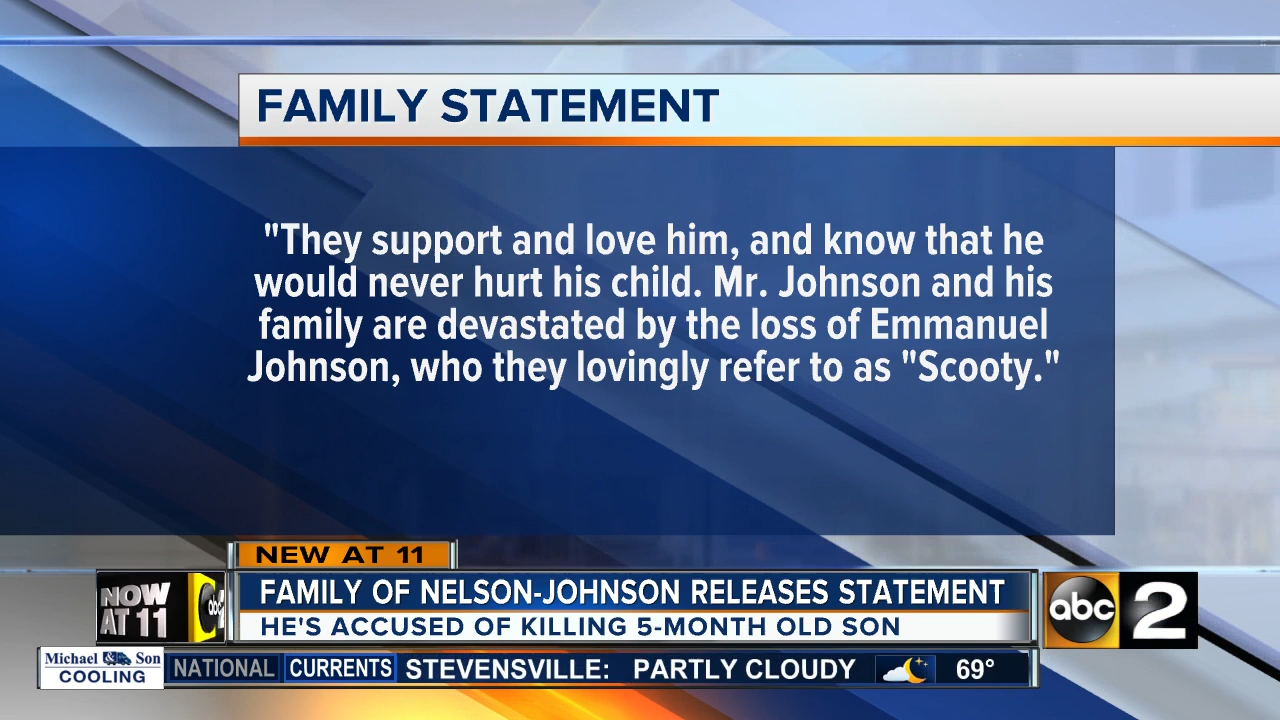 FAMILY STATEMENT
"They support and love him, and know that he
would never hurt his child. Mr. Johnson and his
family are devastated by the loss of Emmanuel
Johnson, who they lovingly refer to as "Scooty."
NEW AT 11
NOW
AT 11
abc
FAMILY OF NELSON-JOHNSON RELEASES STATEMENT
HE'S ACCUSED OF KILLING 5-MONTH OLD SON
abc 2
Michael & Son
COOLING
NATIONAL CURRENTS STEVENSVILLE: PARTLY CLOUDY 69°